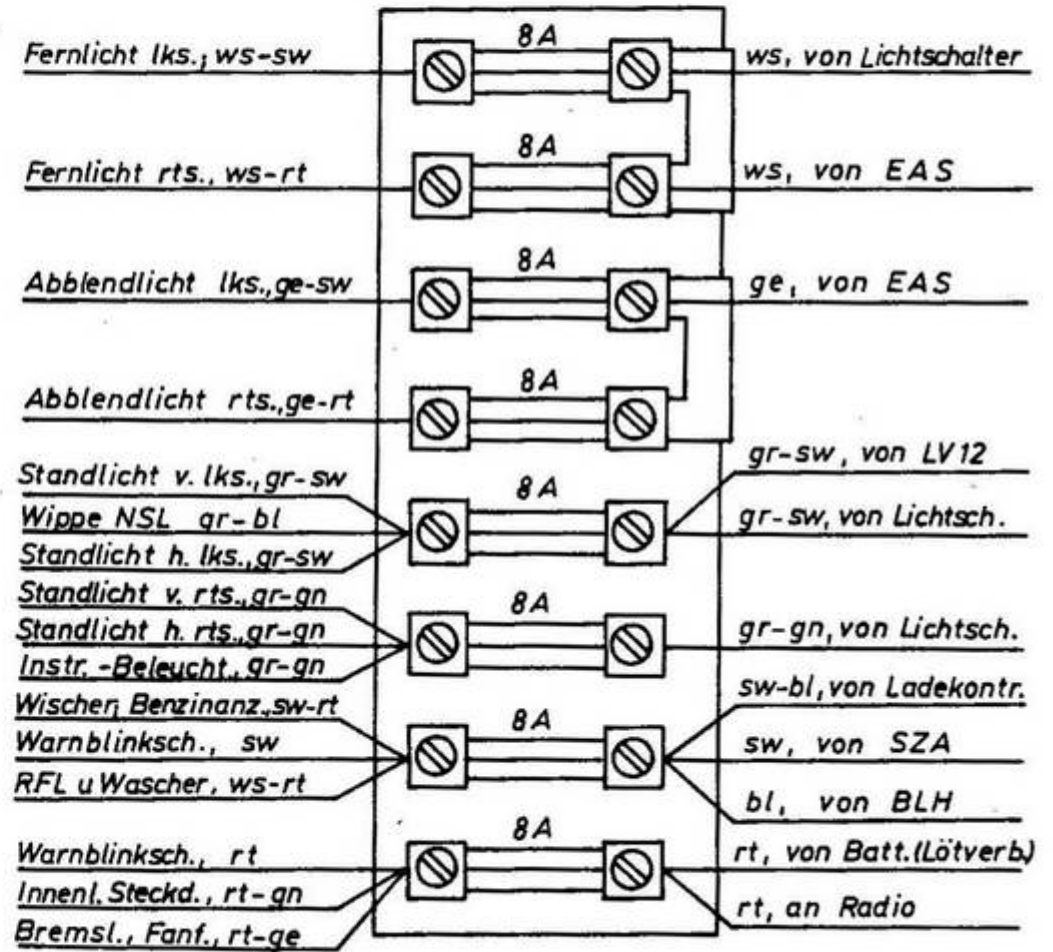 8A
Fernlicht lks.; ws-sw
ws, von Lichtschalter
8A
Fernlicht rts., ws-rt
ws, von EAS
8A
Abblendlicht lks.,ge-sw
ge, von EAS
8A
Abblendlicht rts.,ge-rt
gr-sw, von LV12
Standlicht v. lks.,gr-sw
8A
Wippe NSL gr-bl
gr-sw, von Lichtsch.
Standlicht h. lks.,gr-sw
Standlicht v. rts.,gr-gn
8A
Standlicht h. rts.,gr-gn
gr-gn, von Lichtsch.
Instr.-Beleucht., gr-gn
sw-bl, von Ladekontr.
Wischer, Benzinanz.,sw-rt
8A
Warnblinksch., sw
sw, von SZA
RFL u Wascher, ws-rt
bl, von BLH
8A
Warnblinksch., rt
rt, von Batt.(Lötverb.)
Innenl. Steckd., rt-gn
rt, an Radio
Bremsl., Fanf., rt-ge